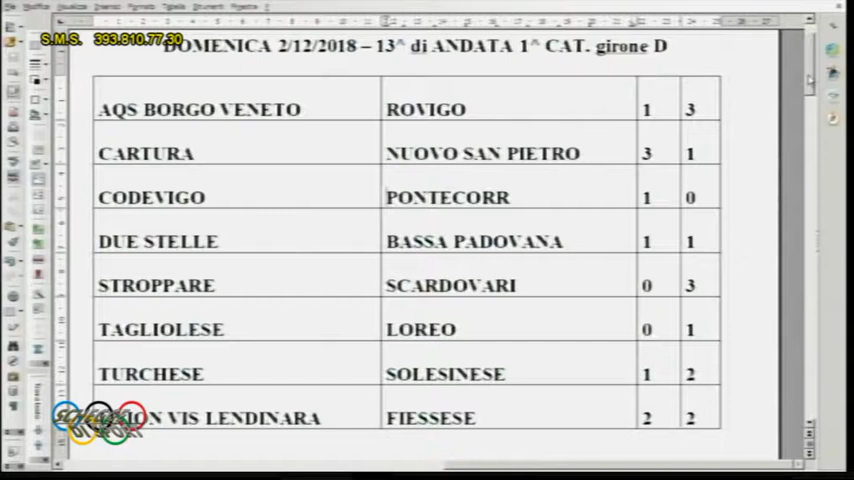 S.M.S. 393.810.77.30
DOMENICA 2/12/2018 – 13^ di ANDATA 1^ CAT. girone D
AQS BORGO VENETO ROVIGO 1 3
CARTURA NUOVO SAN PIETRO 3 1
CODEVIGO PONTECORR 1 0
DUE STELLE BASSA PADOVANA 1 1
STROPPARE SCARDOVARI 0 3
TAGLIOLESE LOREO 0 1
TURCHESE SOLESINESE 1 2
VIS LENDINARA FIESSESE 2 2